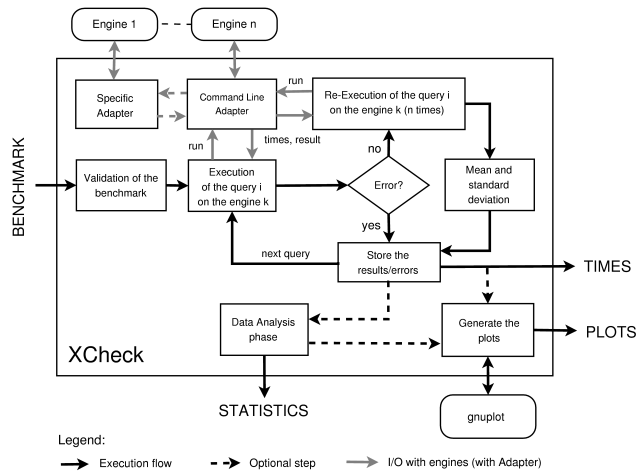 Engine 1
Engine n
Specific
Adapter
Command Line
Adapter
run
Re-Execution of the query i
on the engine k (n times)
run
times, result
no
BENCHMARK
Validation of the
benchmark
Execution
of the query i
on the engine k
Error?
Mean and
standard
deviation
yes
next query
Store the
results/errors
TIMES
Data Analysis
phase
Generate the
plots
PLOTS
XCheck
STATISTICS
gnuplot
Legend:
Execution flow
Optional step
I/O with engines (with Adapter)